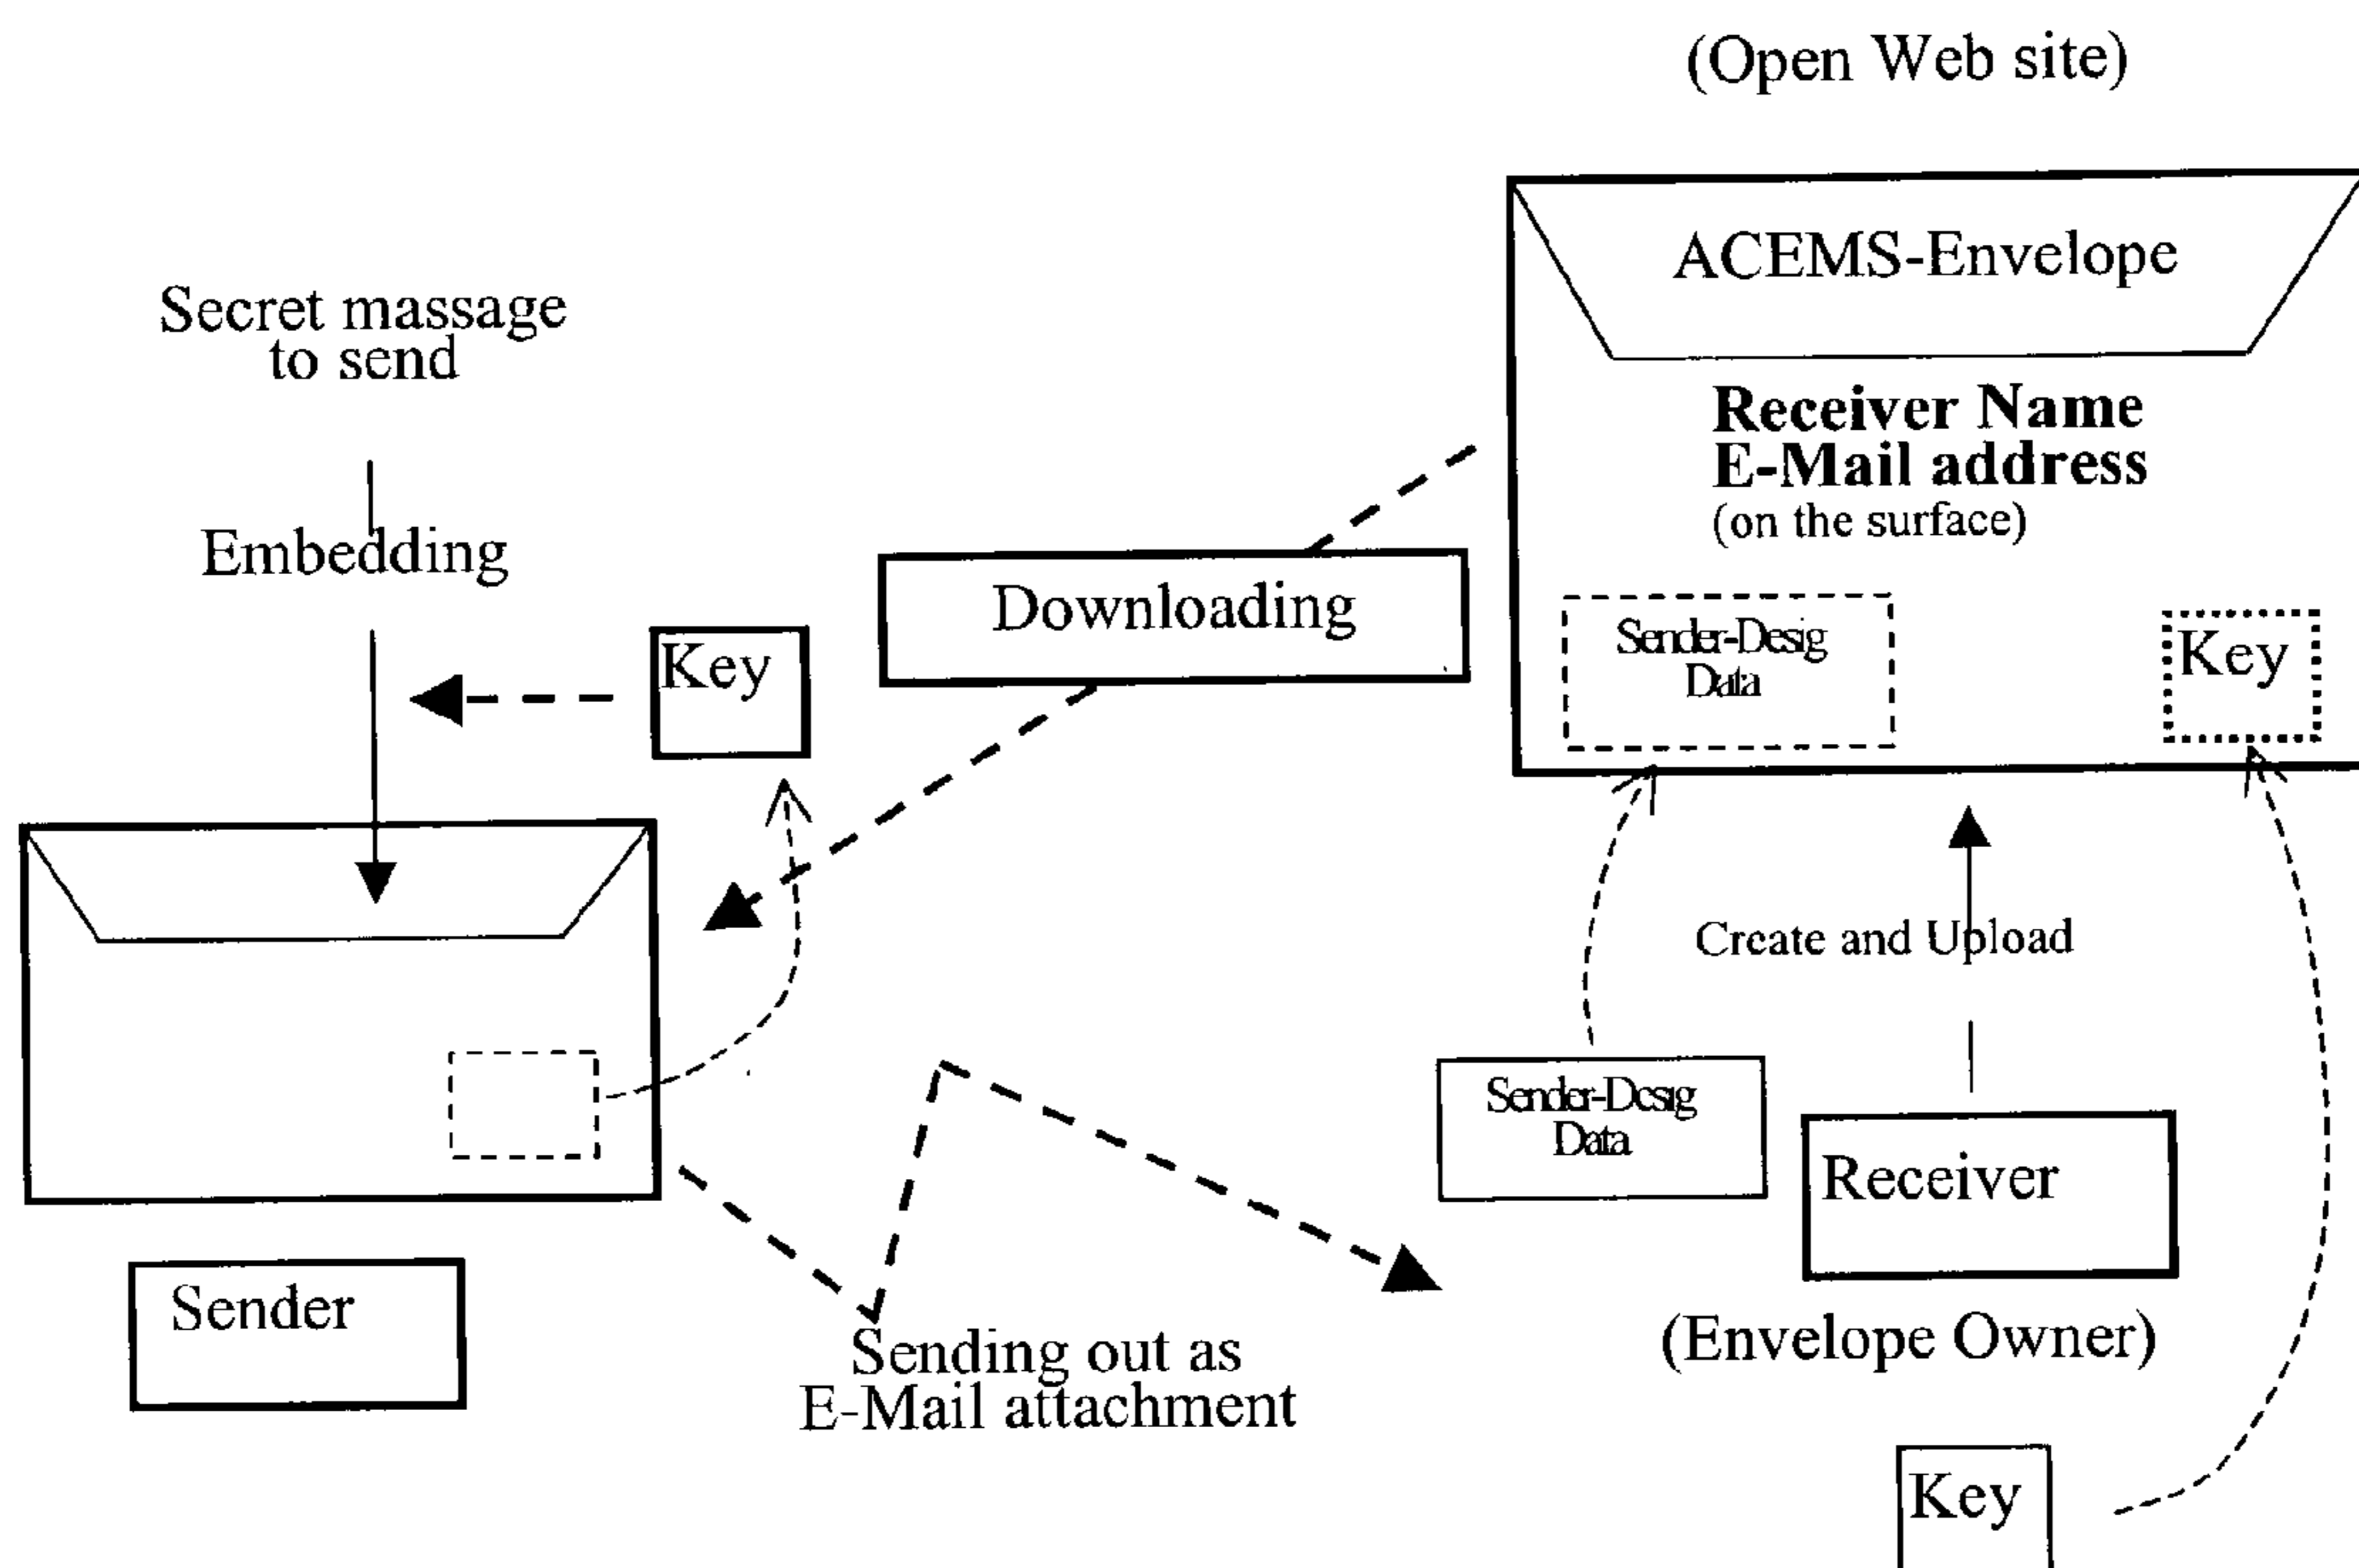 (Open Web site)
ACEMS-Envelope
Receiver Name
E-Mail address
(on the surface)
Sender-Desig
Data
Key
Secret massage
to send
Embedding
Key
Downloading
Create and Upload
Sender-Desig
Data
Receiver
(Envelope Owner)
Key
Sender
Sending out as
E-Mail attachment